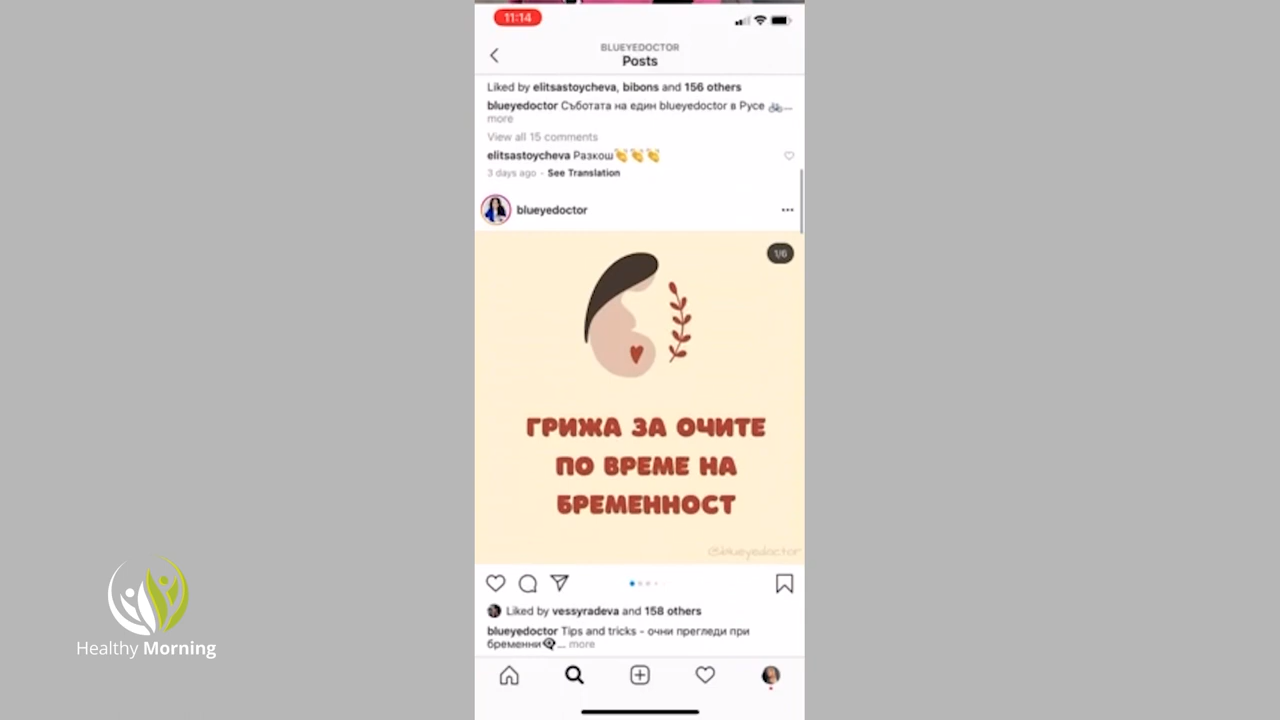 11:14
BLUEYEDOCTOR
Posts
Liked by elitsastoycheva, bibons and 156 others
blueyedoctor Съботата на един blueyedoctor в Русе 🚲...
more
View all 15 comments
elitsastoycheva Разкош👏👏👏
3 days ago - See Translation
blueyedoctor
1/6
ГРИЖА ЗА ОЧИТЕ
ПО ВРЕМЕ НА
БРЕМЕННОСТ
@blueyedoctor
Liked by vessyradeva and 158 others
blueyedoctor Tips and tricks - очни прегледи при
бременни👁‍🗨... more
Healthy Morning